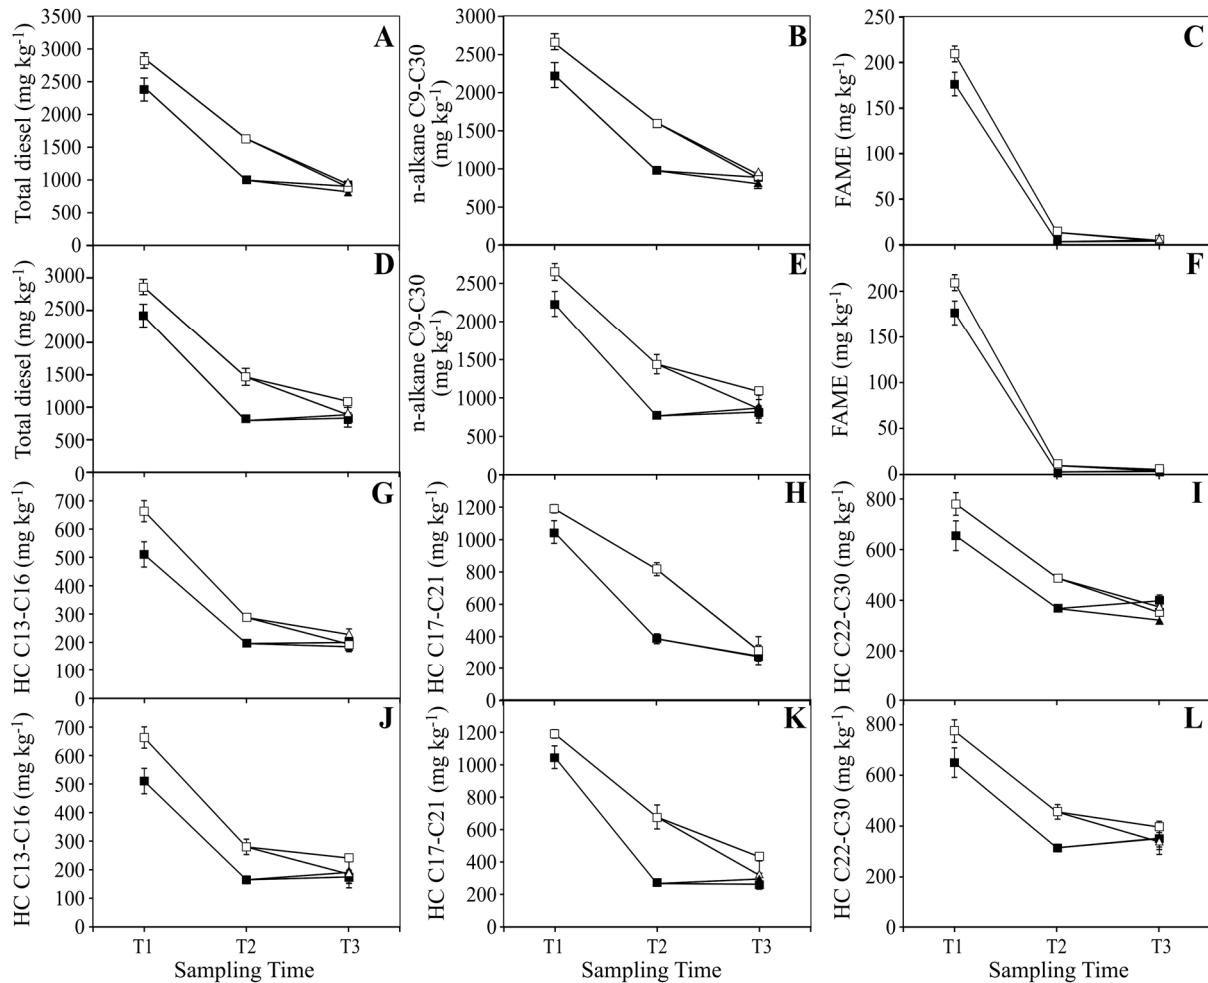 3500
3000
2500
2000
1500
1000
500
0
Total diesel (mg kg-1)
A
3000
2500
2000
1500
1000
500
0
n-alkane C9-C30
(mg kg-1)
B
250
200
150
100
50
0
FAME (mg kg-1)
C
3000
2500
2000
1500
1000
500
0
Total diesel (mg kg-1)
D
2500
2000
1500
1000
500
0
n-alkane C9-C30
(mg kg-1)
E
200
150
100
50
0
FAME (mg kg-1)
F
700
600
500
400
300
200
100
0
HC C13-C16 (mg kg-1)
G
1200
1000
800
600
400
200
0
HC C17-C21 (mg kg-1)
H
800
600
400
200
0
HC C22-C30 (mg kg-1)
I
700
600
500
400
300
200
100
0
HC C13-C16 (mg kg-1)
J
1200
1000
800
600
400
200
0
HC C17-C21 (mg kg-1)
K
800
600
400
200
0
HC C22-C30 (mg kg-1)
L
T1 T2 T3
Sampling Time
T1 T2 T3
Sampling Time
T1 T2 T3
Sampling Time